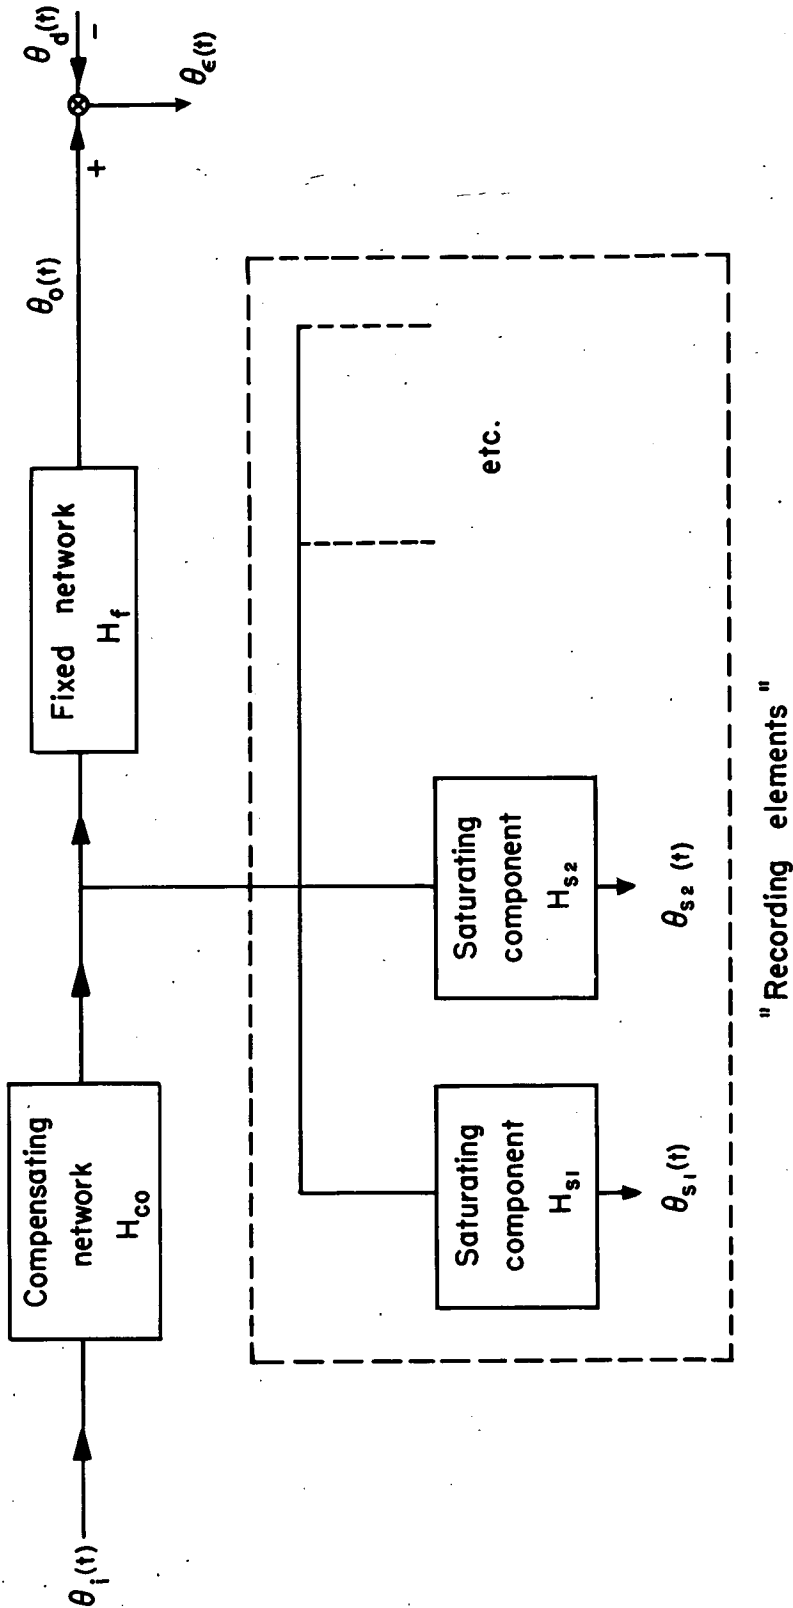 θi(t)
Compensating
network
Hco
Fixed network
Hf
θo(t)
+
θd(t)
−
θϵ(t)
Saturating
component
Hs1
θs1(t)
Saturating
component
Hs2
θs2 (t)
etc.
"Recording elements"